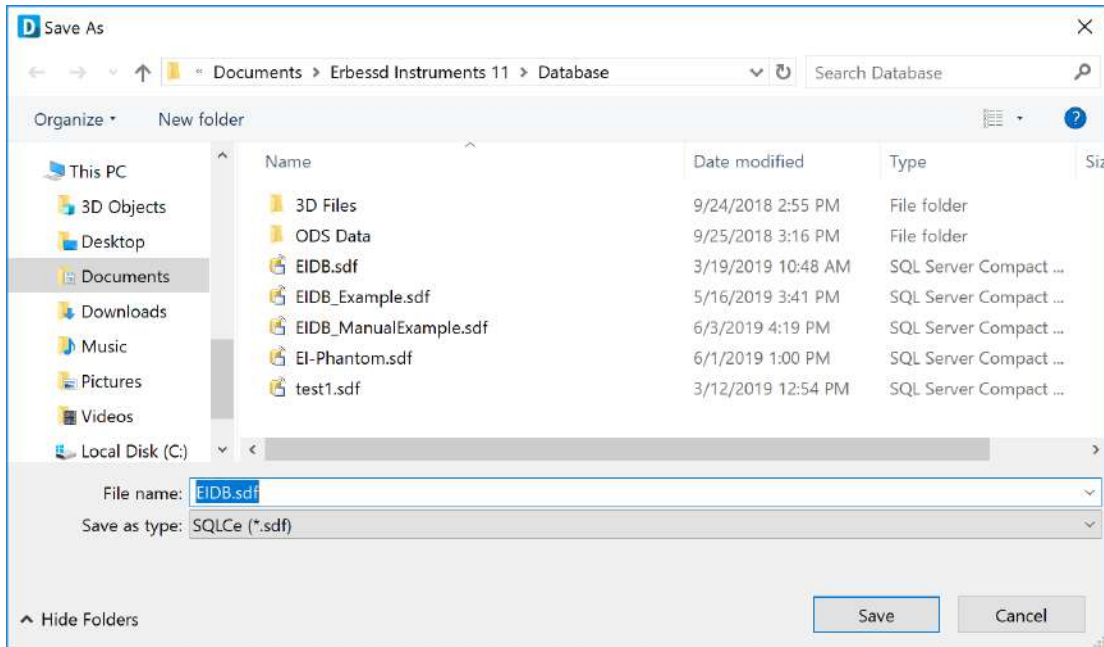 Save As
« Documents > Erbessd Instruments 11 > Database Search Database
Organize New folder
Name Date modified Type Siz
This PC
3D Objects
Desktop
Documents
Downloads
Music
Pictures
Videos
Local Disk (C:)
3D Files 9/24/2018 2:55 PM File folder
ODS Data 9/25/2018 3:16 PM File folder
EIDB.sdf 3/19/2019 10:48 AM SQL Server Compact ...
EIDB_Example.sdf 5/16/2019 3:41 PM SQL Server Compact ...
EIDB_ManualExample.sdf 6/3/2019 4:19 PM SQL Server Compact ...
EI-Phantom.sdf 6/1/2019 1:00 PM SQL Server Compact ...
test1.sdf 3/12/2019 12:54 PM SQL Server Compact ...
File name: EIDB.sdf
Save as type: SQLCe (*.sdf)
Hide Folders Save Cancel